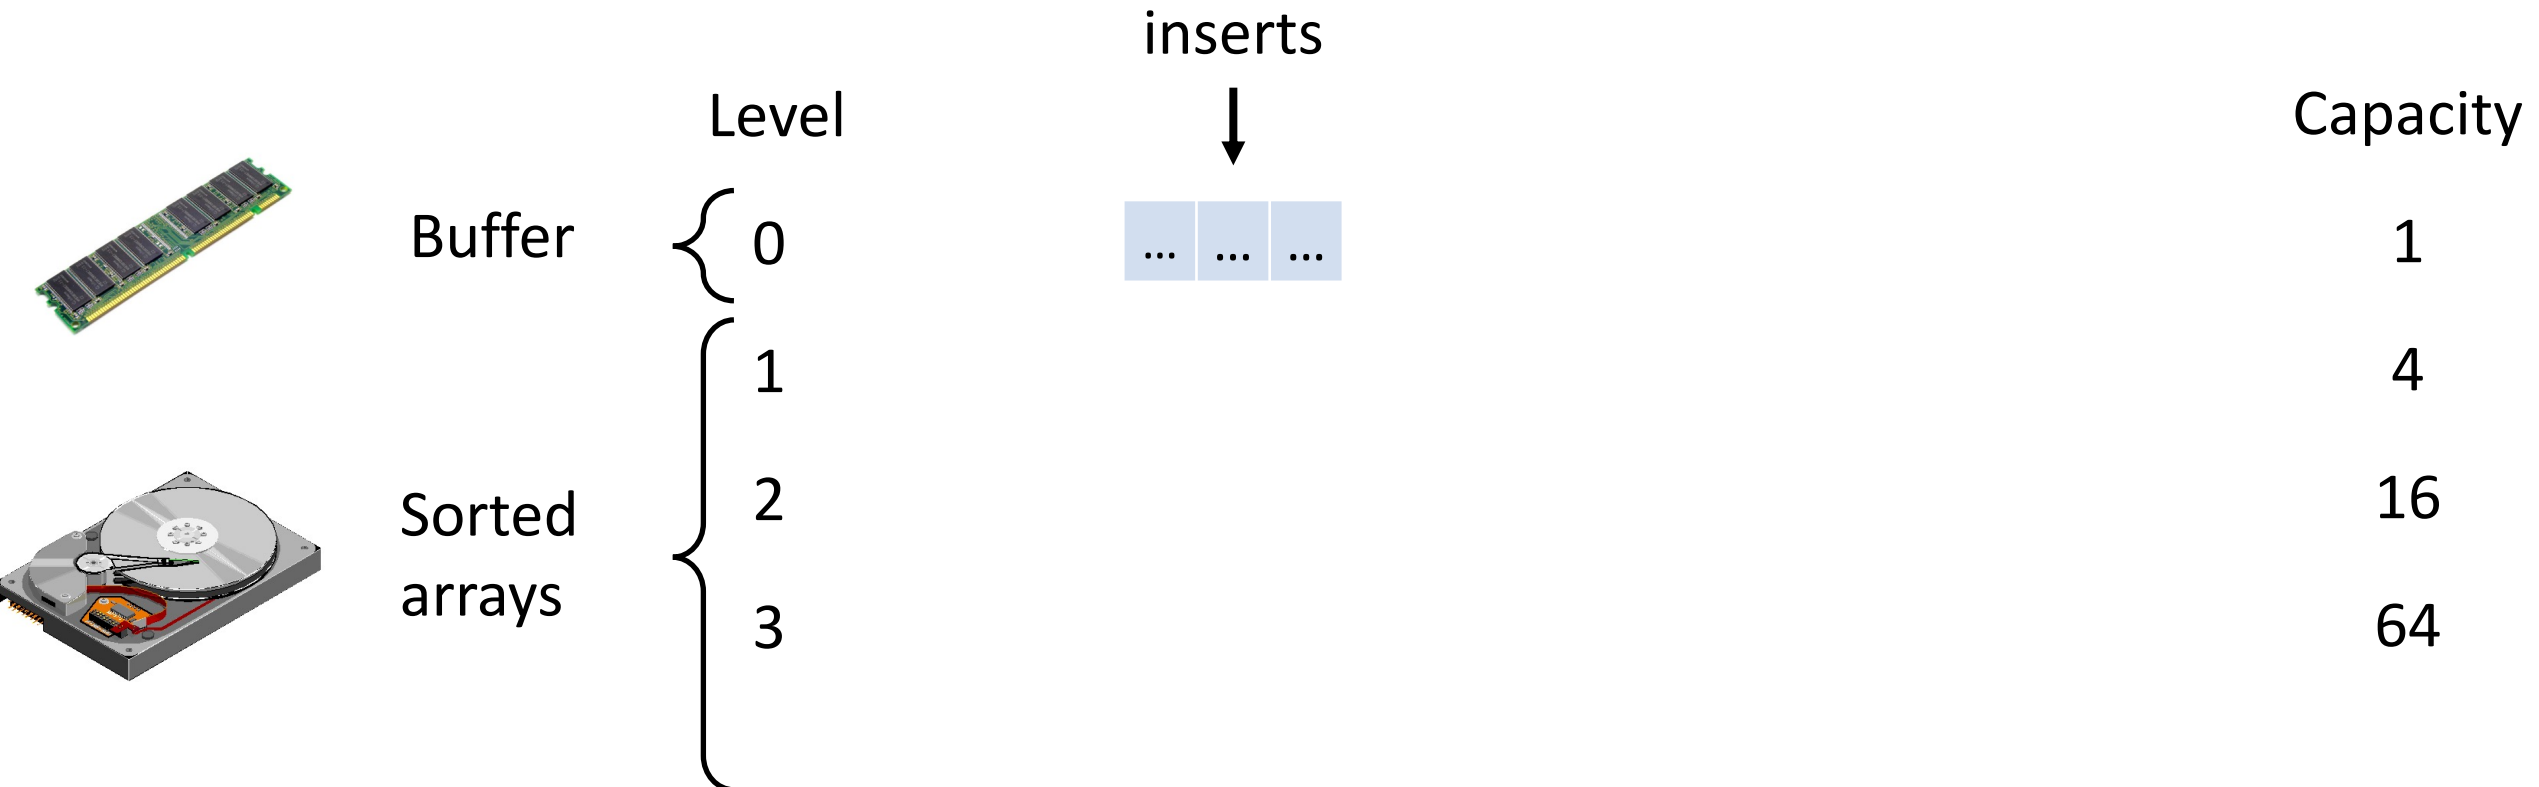 inserts
Level Capacity
Buffer 0 ... ... ... 1
1 4
2 16
Sorted
arrays
3 64